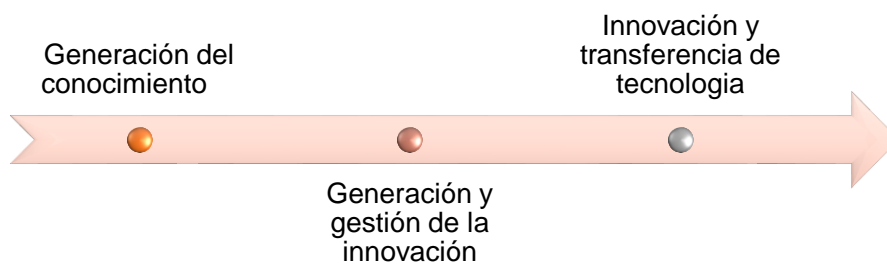 Generación del
conocimiento
Generación y
gestión de la
innovación
Innovación y
transferencia de
tecnologia